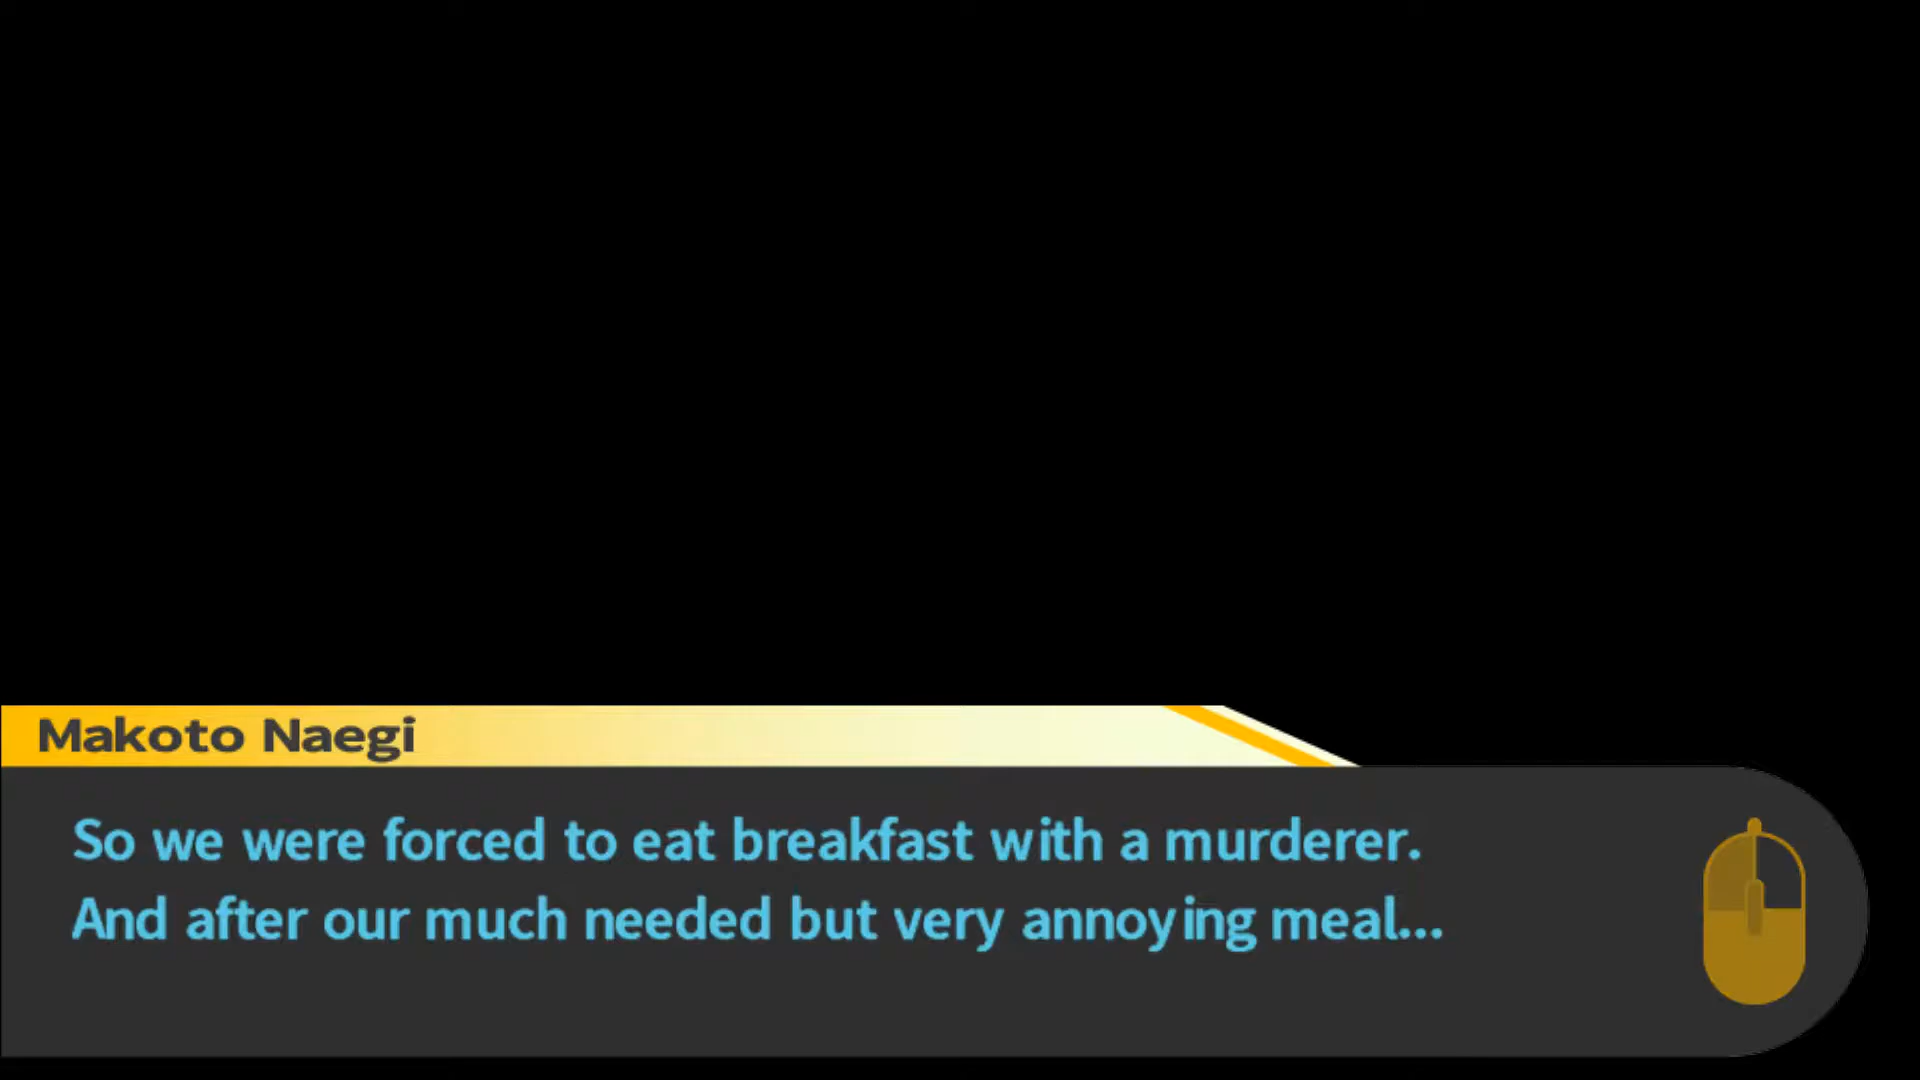 Makoto Naegi
So we were forced to eat breakfast with a murderer.
And after our much needed but very annoying meal...